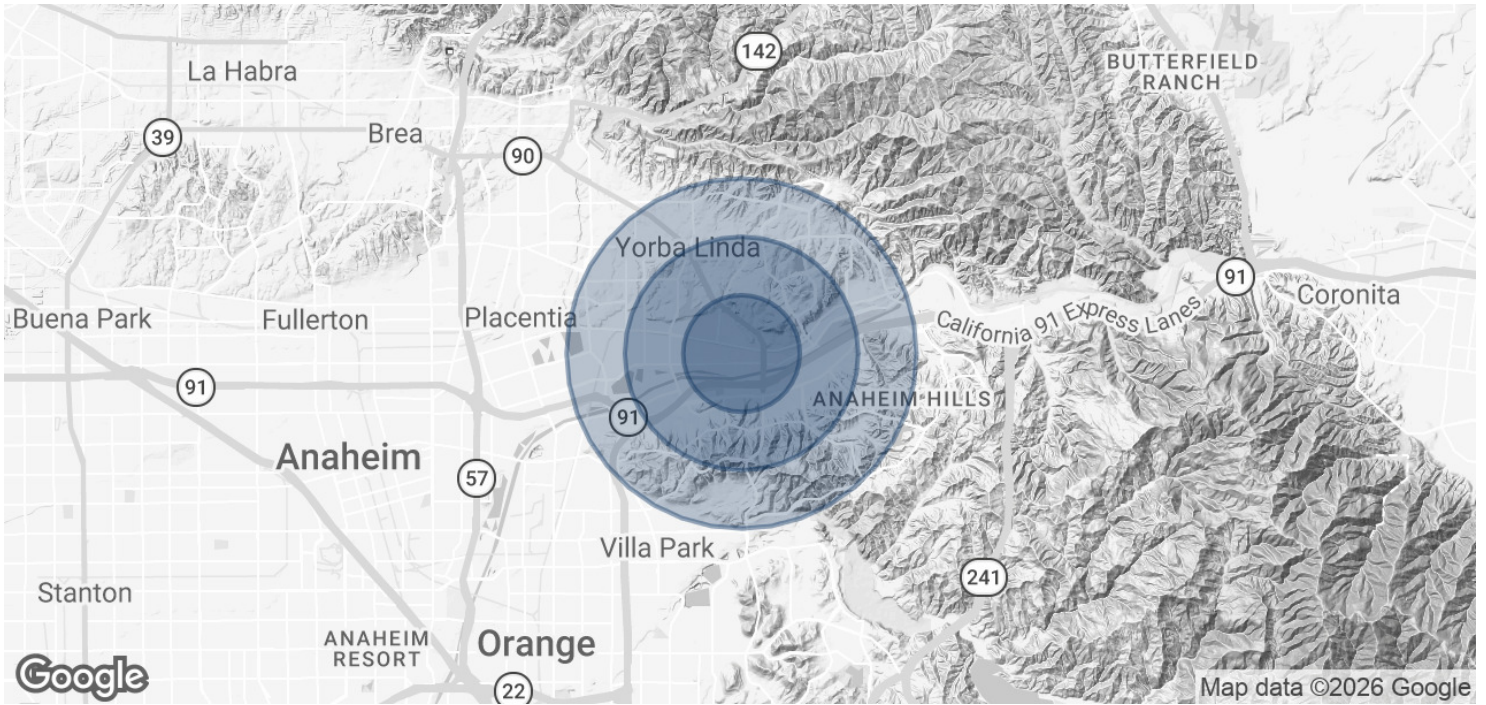 142
BUTTERFIELD
RANCH
La Habra
39
Brea
90
Yorba Linda
91
Coronita
California 91 Express Lanes
Buena Park
Fullerton
Placentia
91
91
ANAHEIM HILLS
Anaheim
57
Villa Park
241
Stanton
ANAHEIM
RESORT
Orange
22
Google
Map data ©2026 Google